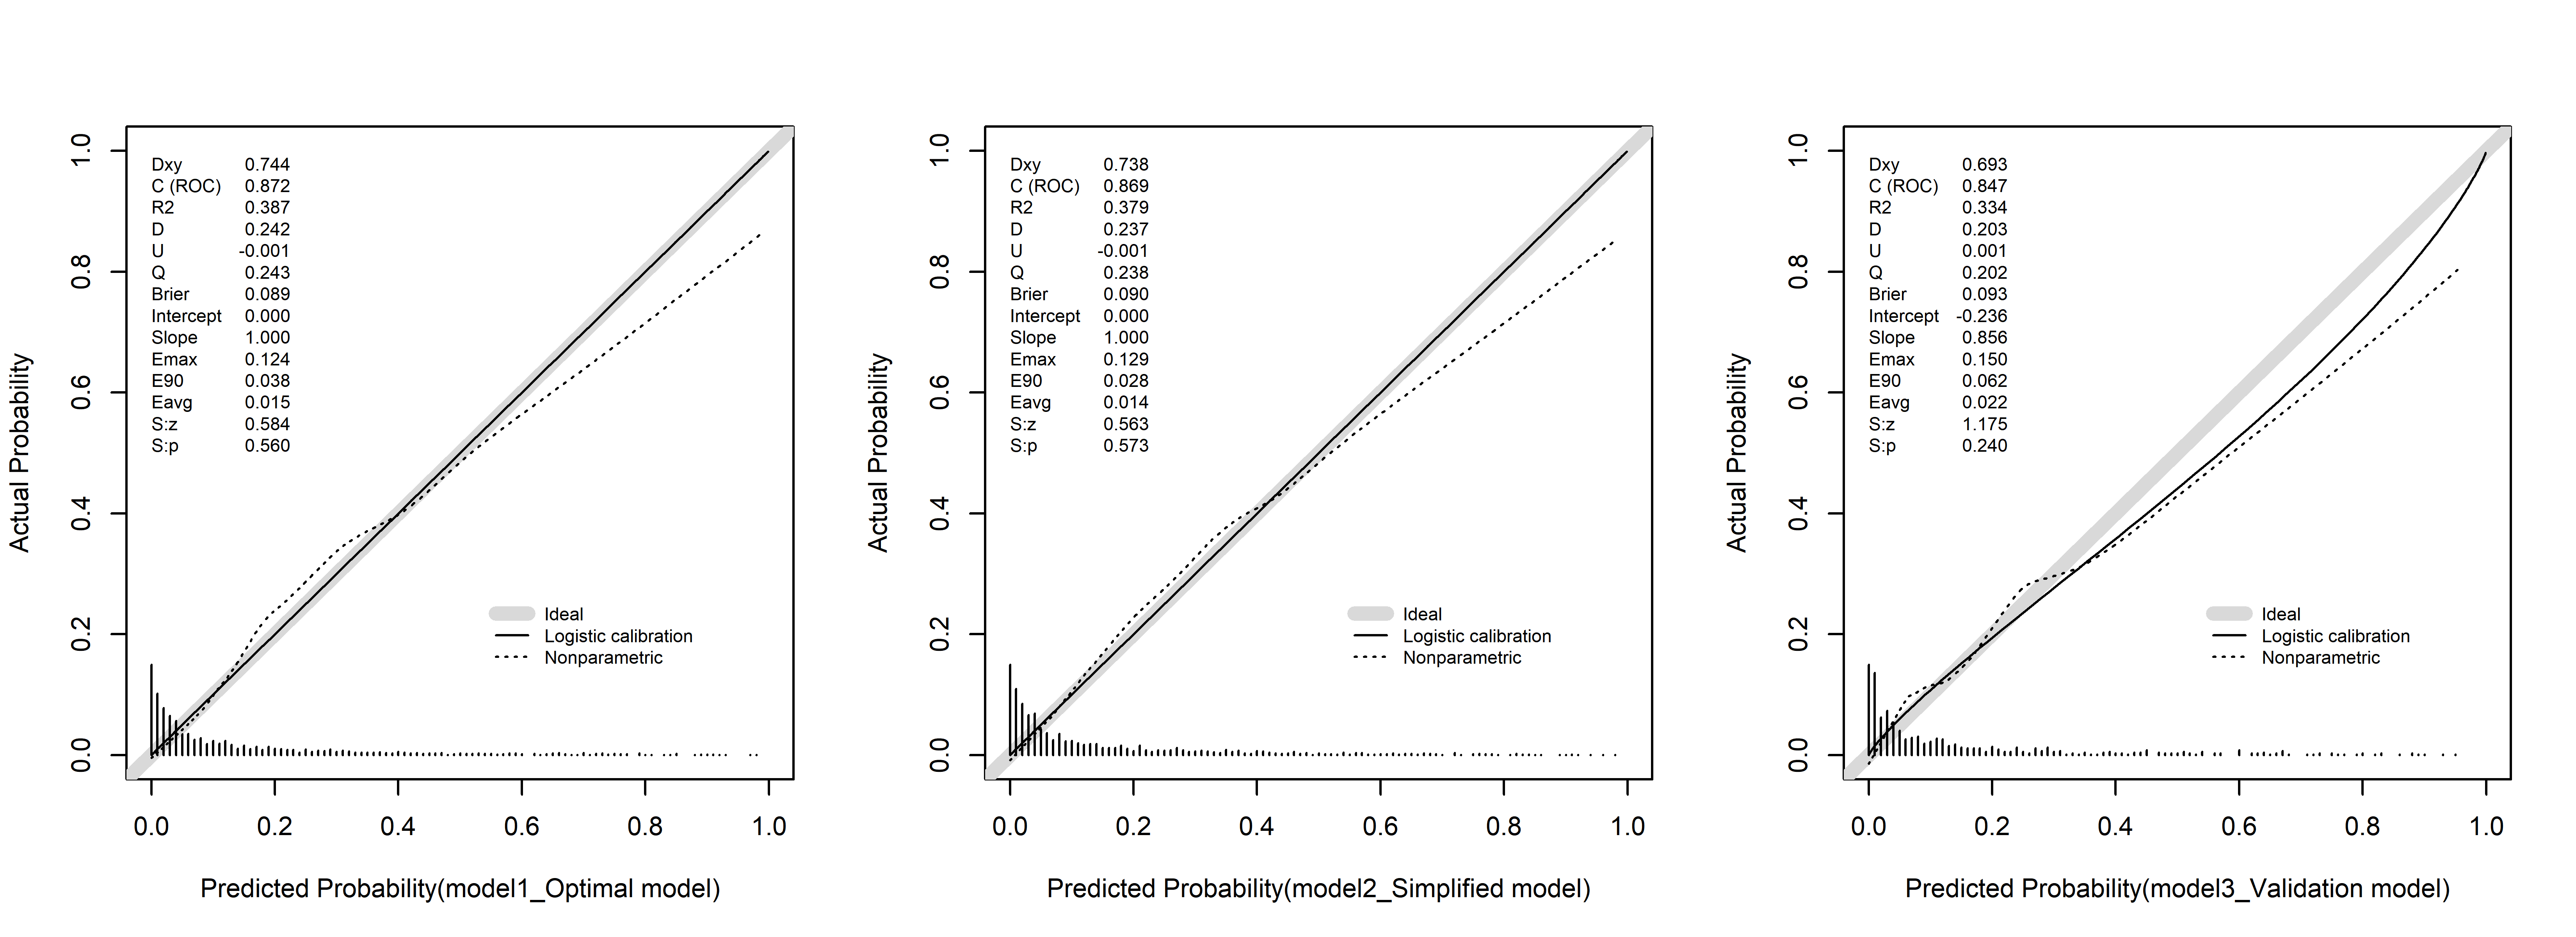 Actual Probability
1.0
0.8
0.6
0.4
0.2
0.0
Dxy 0.744
C (ROC) 0.872
R2 0.387
D 0.242
U -0.001
Q 0.243
Brier 0.089
Intercept 0.000
Slope 1.000
Emax 0.124
E90 0.038
Eavg 0.015
S:z 0.584
S:p 0.560
Ideal
Logistic calibration
Nonparametric
0.0 0.2 0.4 0.6 0.8 1.0
Predicted Probability(model1_Optimal model)
Actual Probability
1.0
0.8
0.6
0.4
0.2
0.0
Dxy 0.738
C (ROC) 0.869
R2 0.379
D 0.237
U -0.001
Q 0.238
Brier 0.090
Intercept 0.000
Slope 1.000
Emax 0.129
E90 0.028
Eavg 0.014
S:z 0.563
S:p 0.573
Ideal
Logistic calibration
Nonparametric
0.0 0.2 0.4 0.6 0.8 1.0
Predicted Probability(model2_Simplified model)
Actual Probability
1.0
0.8
0.6
0.4
0.2
0.0
Dxy 0.693
C (ROC) 0.847
R2 0.334
D 0.203
U 0.001
Q 0.202
Brier 0.093
Intercept -0.236
Slope 0.856
Emax 0.150
E90 0.062
Eavg 0.022
S:z 1.175
S:p 0.240
Ideal
Logistic calibration
Nonparametric
0.0 0.2 0.4 0.6 0.8 1.0
Predicted Probability(model3_Validation model)